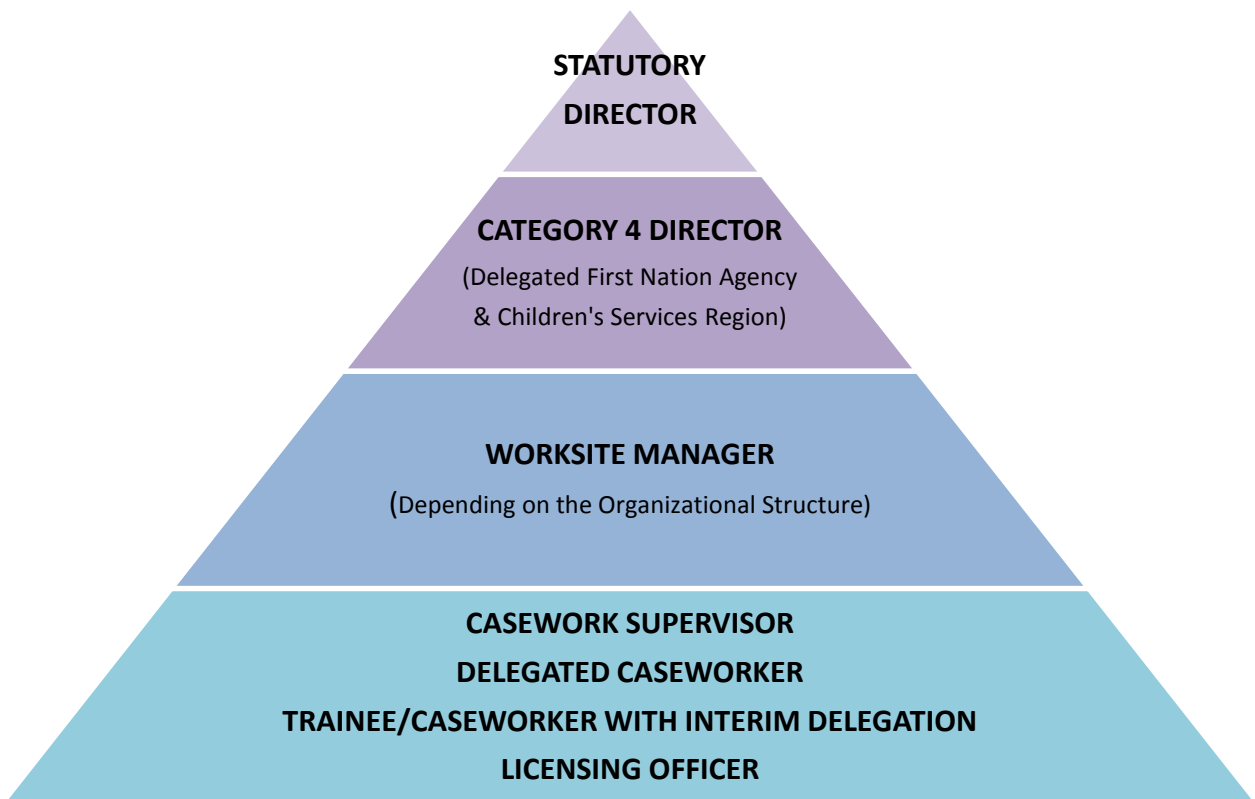 STATUTORY
DIRECTOR
CATEGORY 4 DIRECTOR
(Delegated First Nation Agency
& Children's Services Region)
WORKSITE MANAGER
(Depending on the Organizational Structure)
CASEWORK SUPERVISOR
DELEGATED CASEWORKER
TRAINEE/CASEWORKER WITH INTERIM DELEGATION
LICENSING OFFICER